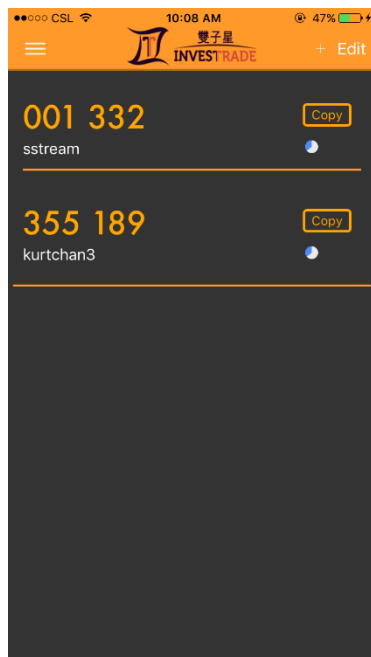 CSL 10:08 AM 47%
雙子星
INVESTRADE
+ Edit
001 332 Copy
sstream
355 189 Copy
kurtchan3